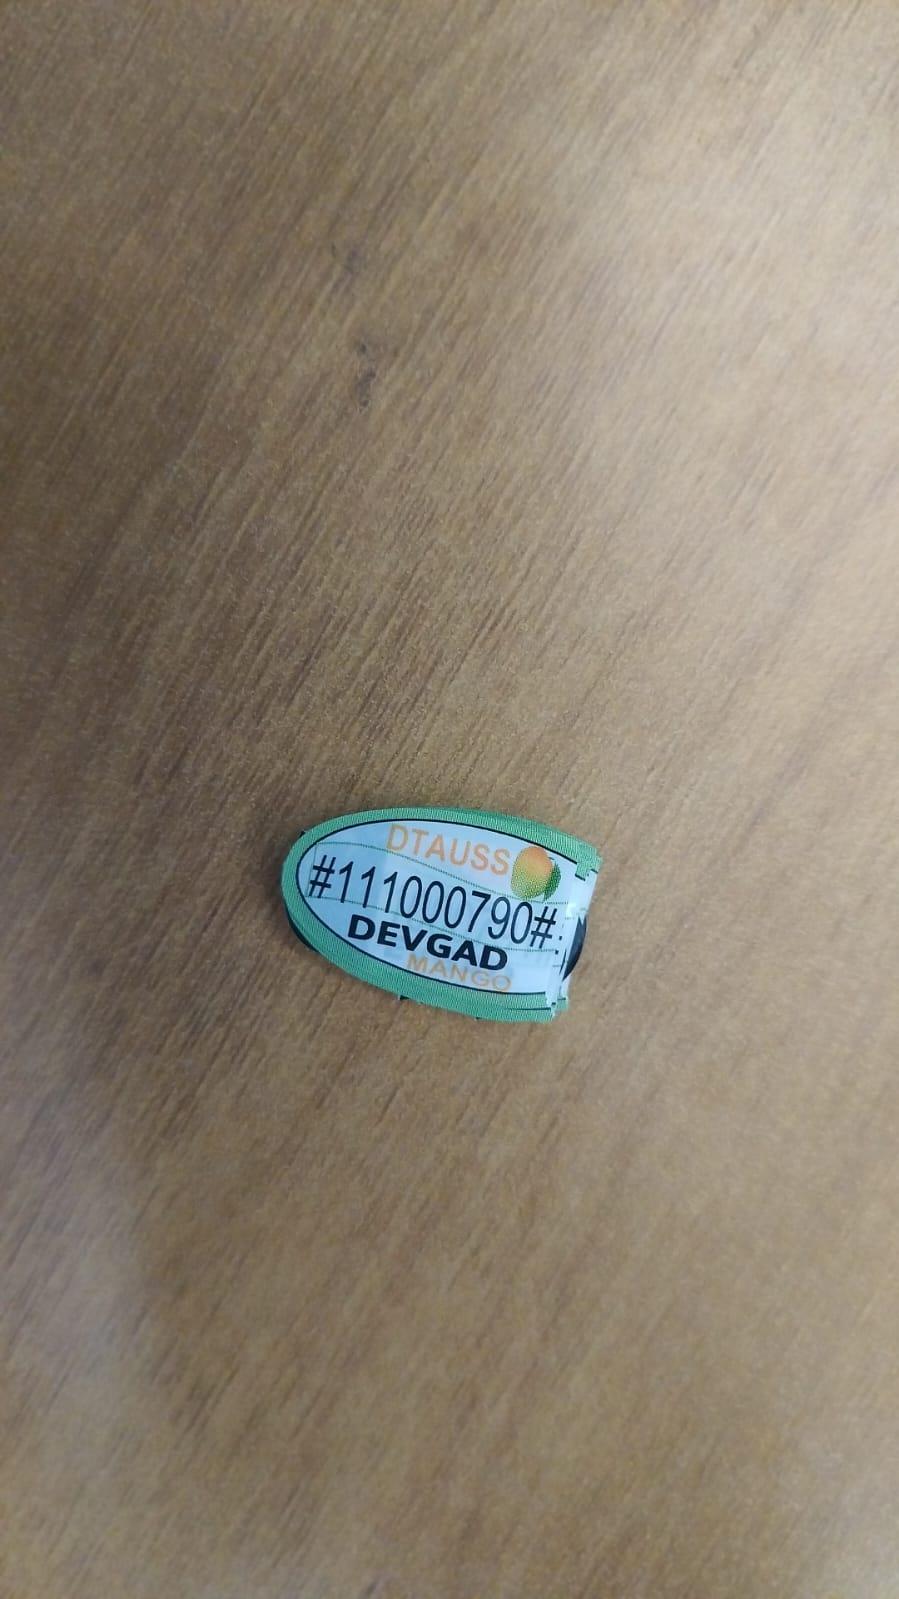 DTAUSS
#111000790#
DEVGAD
MANGO